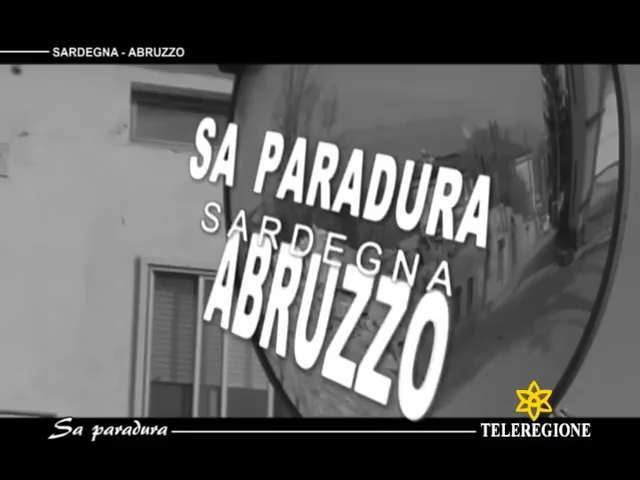 SARDEGNA - ABRUZZO
SA PARADURA
SARDEGNA
ABRUZZO
Sa paradura
TELEREGIONE